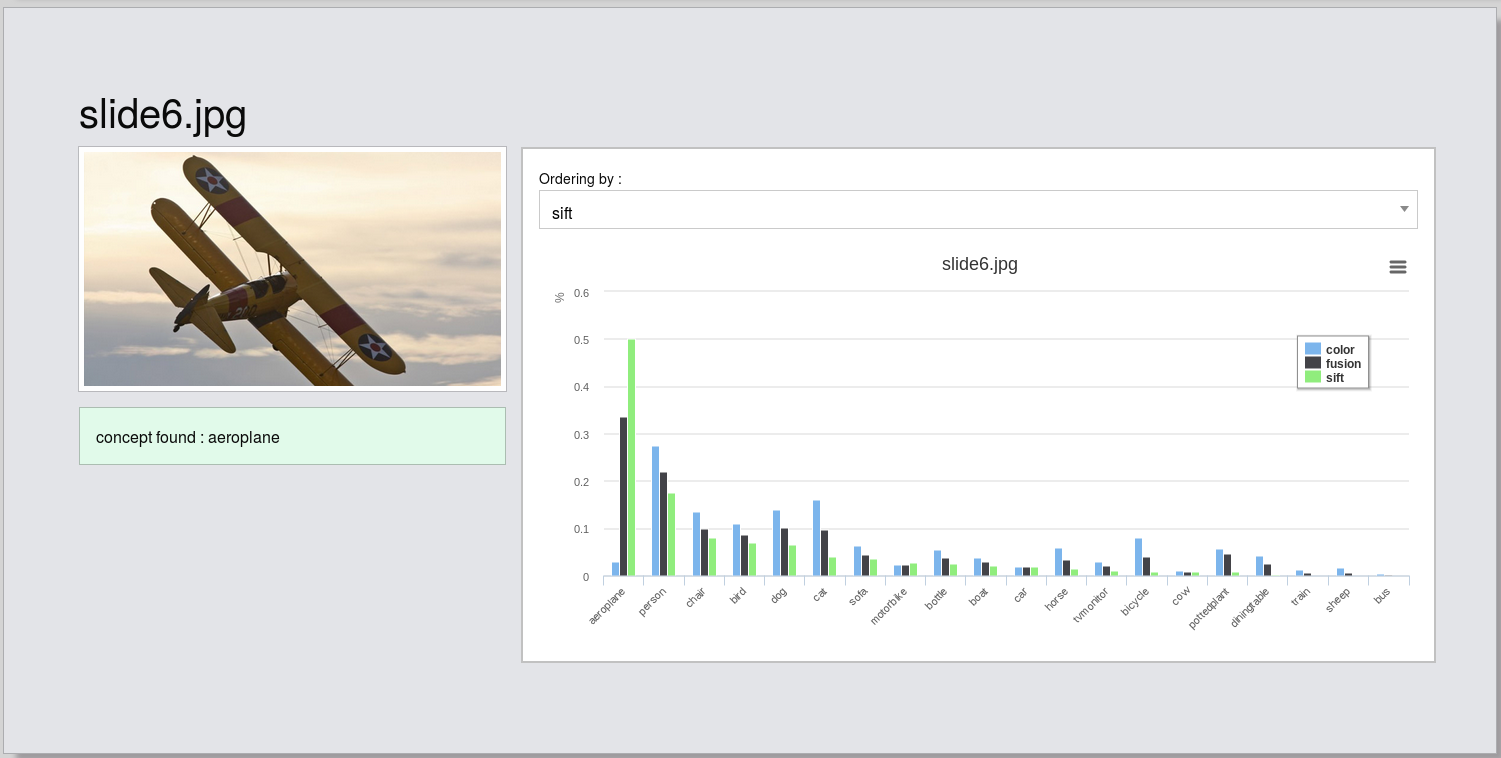 slide6.jpg
concept found : aeroplane
Ordering by :
sift
slide6.jpg
%
0.6
0.5
0.4
0.3
0.2
0.1
0
color
fusion
sift
aeroplane
person
chair
bird
dog
cat
sofa
motorbike
bottle
boat
car
horse
tvmonitor
bicycle
cow
pottedplant
diningtable
train
sheep
bus